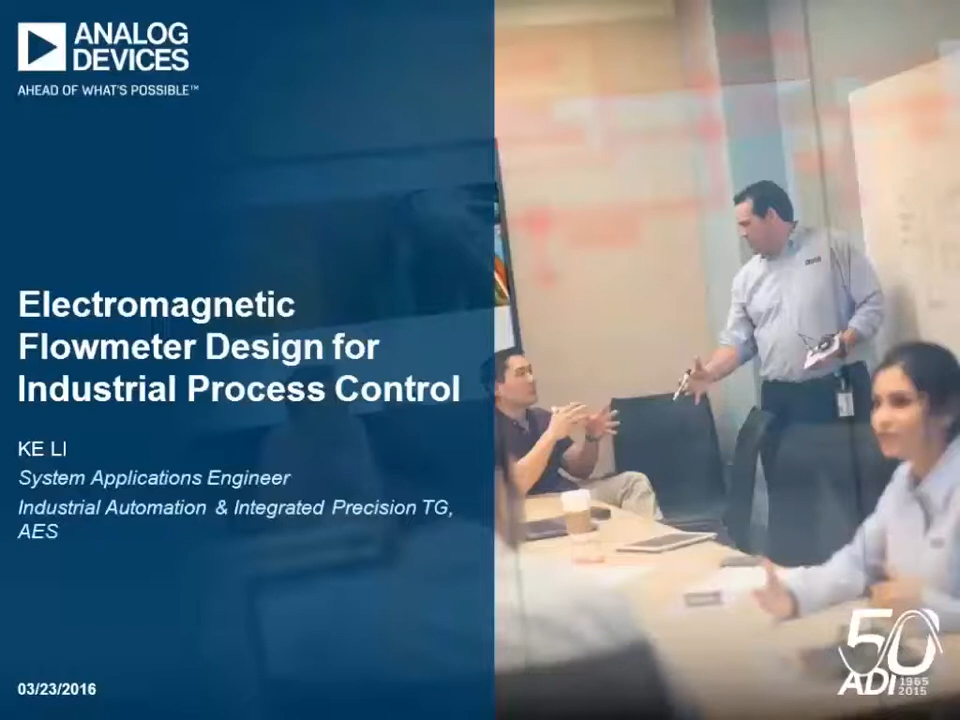 ANALOG
DEVICES
AHEAD OF WHAT'S POSSIBLE™
Electromagnetic
Flowmeter Design for
Industrial Process Control
KE LI
System Applications Engineer
Industrial Automation & Integrated Precision TG,
AES
03/23/2016
50
ADI 1965
2015